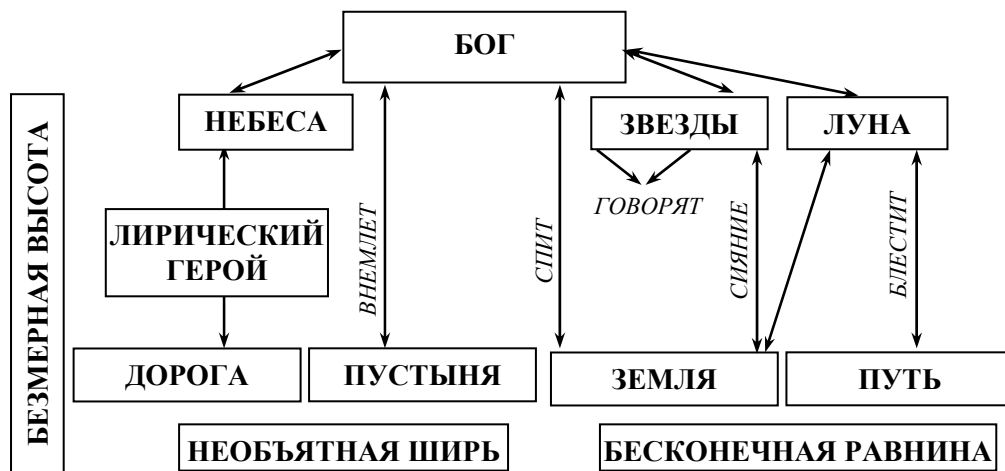 БОГ
НЕБЕСА
ЗВЕЗДЫ
ЛУНА
ГОВОРЯТ
ЛИРИЧЕСКИЙ
ГЕРОЙ
ВНЕМЛЕТ
СПИТ
СИЯНИЕ
БЛЕСТИТ
БЕЗМЕРНАЯ ВЫСОТА
ДОРОГА
ПУСТЫНЯ
ЗЕМЛЯ
ПУТЬ
НЕОБЪЯТНАЯ ШИРЬ
БЕСКОНЕЧНАЯ РАВНИНА